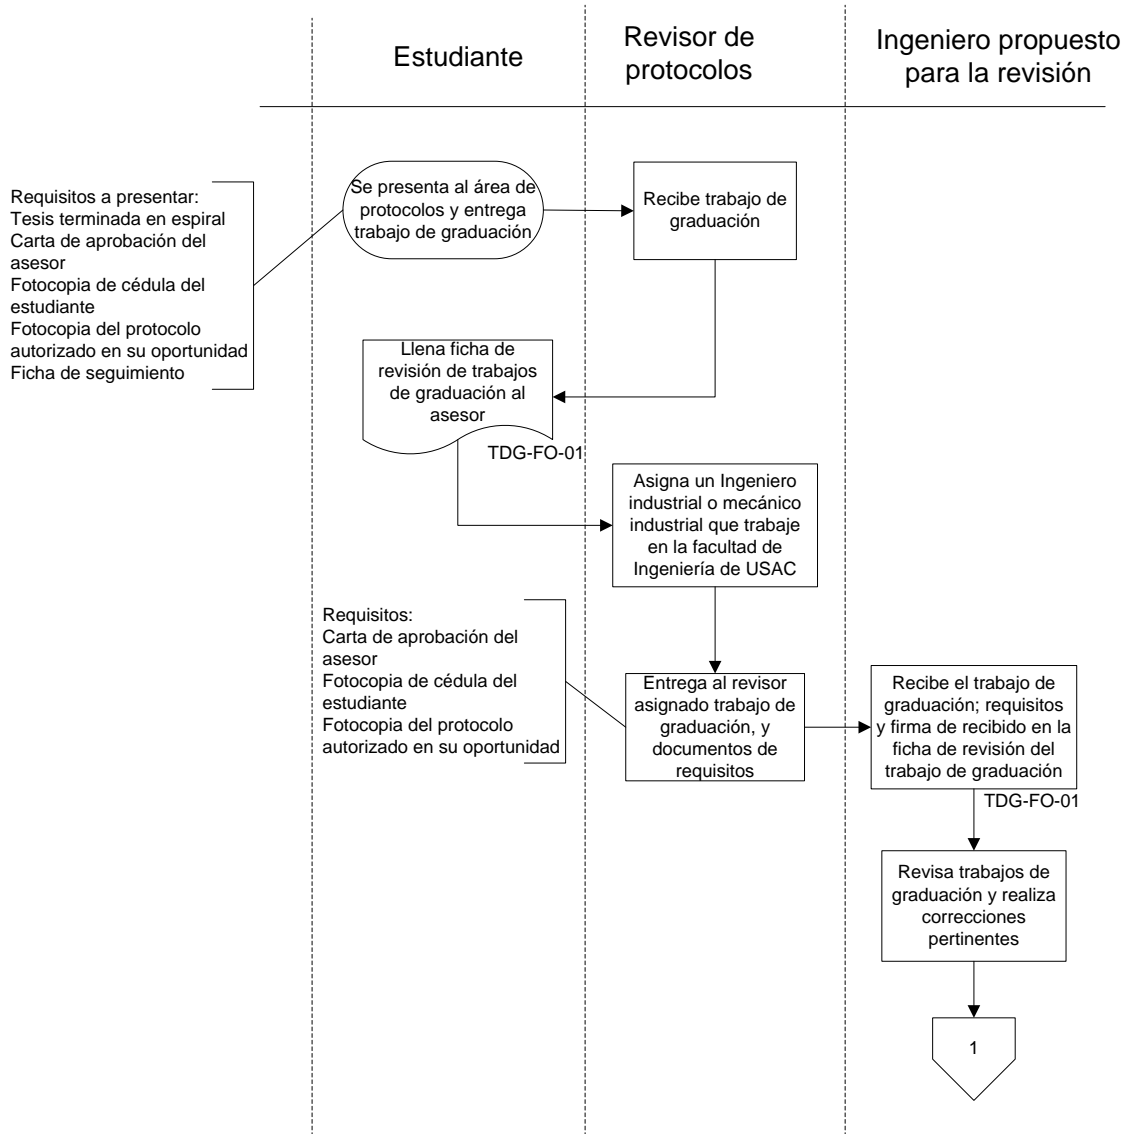 Estudiante
Revisor de
protocolos
Ingeniero propuesto
para la revisión
Requisitos a presentar:
Tesis terminada en espiral
Carta de aprobación del
asesor
Fotocopia de cédula del
estudiante
Fotocopia del protocolo
autorizado en su oportunidad
Ficha de seguimiento
Se presenta al área de
protocolos y entrega
trabajo de graduación
Recibe trabajo de
graduación
Llena ficha de
revisión de trabajos
de graduación al
asesor
TDG-FO-01
Asigna un Ingeniero
industrial o mecánico
industrial que trabaje
en la facultad de
Ingeniería de USAC
Requisitos:
Carta de aprobación del
asesor
Fotocopia de cédula del
estudiante
Fotocopia del protocolo
autorizado en su oportunidad
Entrega al revisor
asignado trabajo de
graduación, y
documentos de
requisitos
Recibe el trabajo de
graduación; requisitos
y firma de recibido en la
ficha de revisión del
trabajo de graduación
TDG-FO-01
Revisa trabajos de
graduación y realiza
correcciones
pertinentes
1